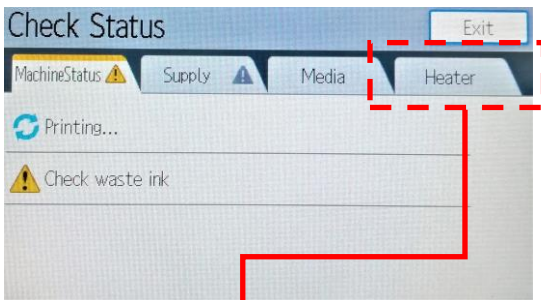 Check Status
Exit
MachineStatus
Supply
Media
Heater
Printing...
Check waste ink